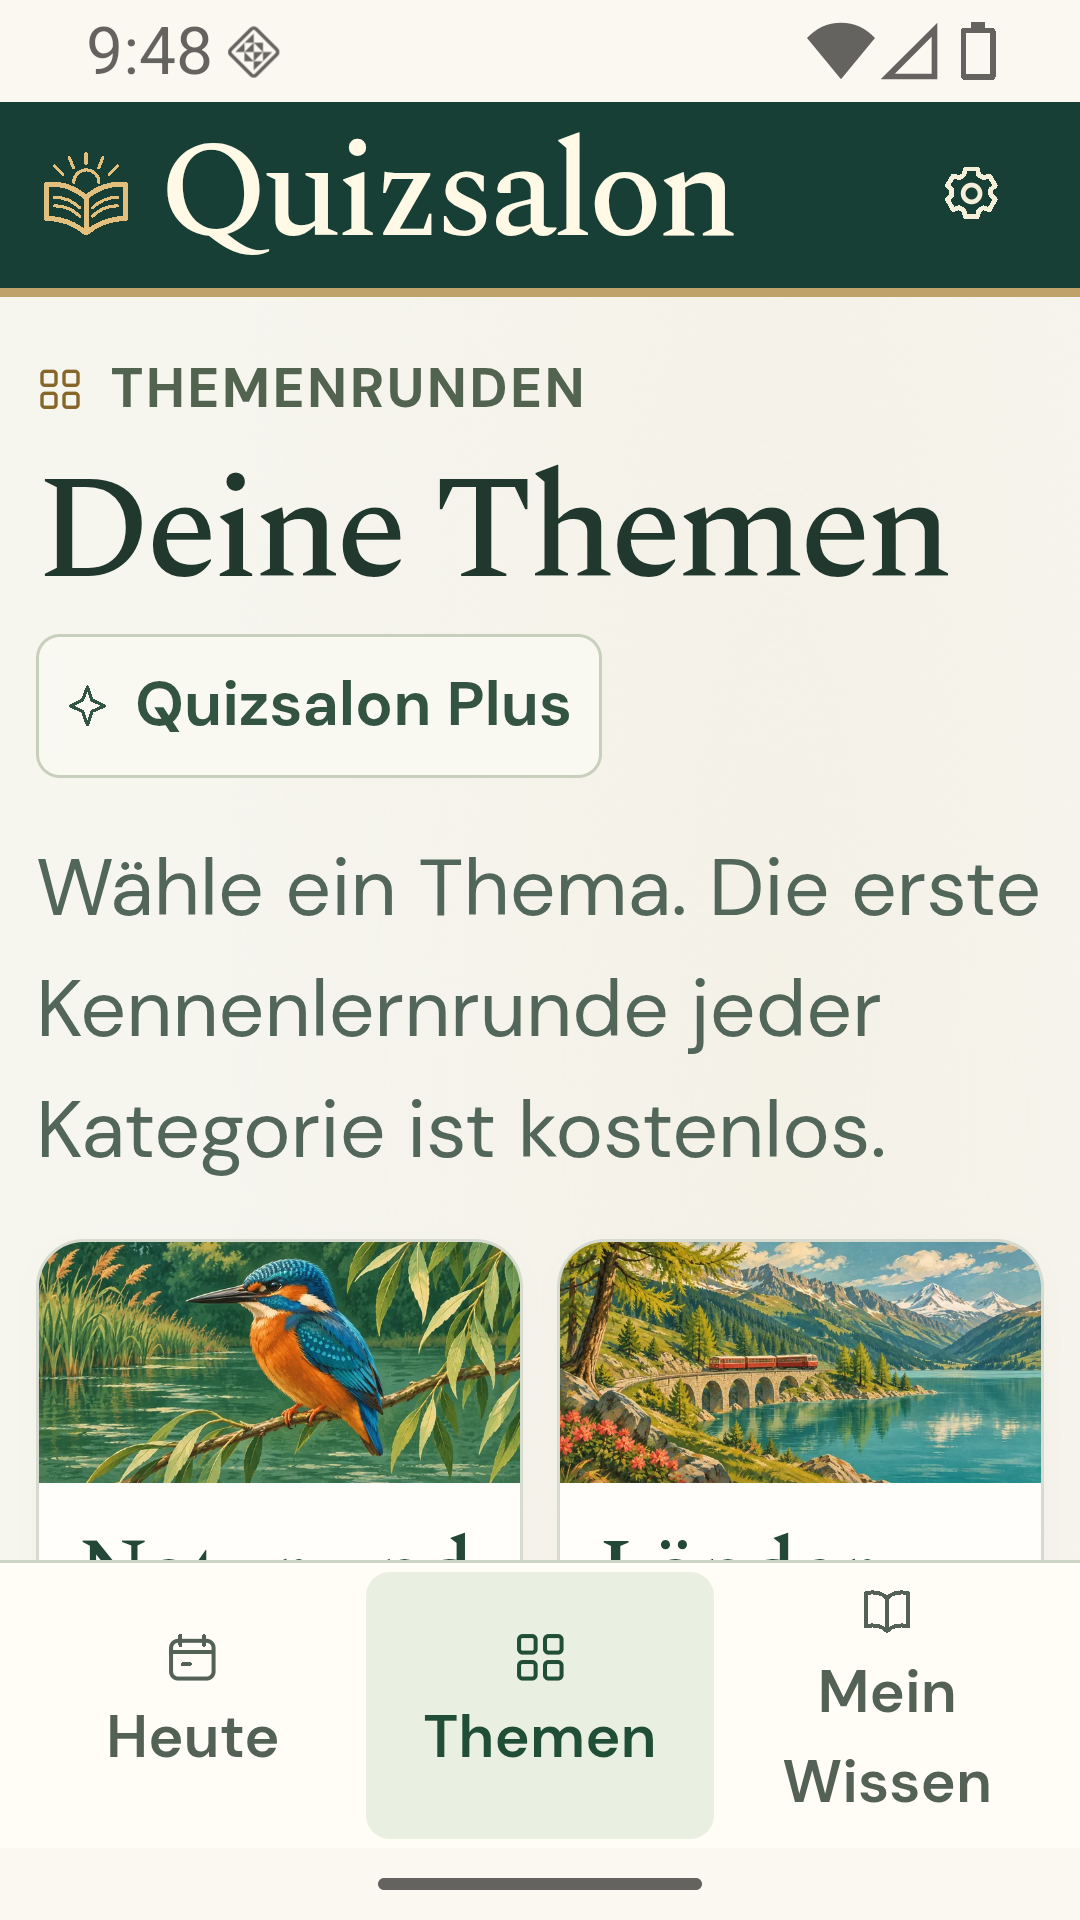 9:48
Quizsalon
THEMENRUNDEN
Deine Themen
Quizsalon Plus
Wähle ein Thema. Die erste
Kennenlernrunde jeder
Kategorie ist kostenlos.
Heute
Themen
Mein
Wissen